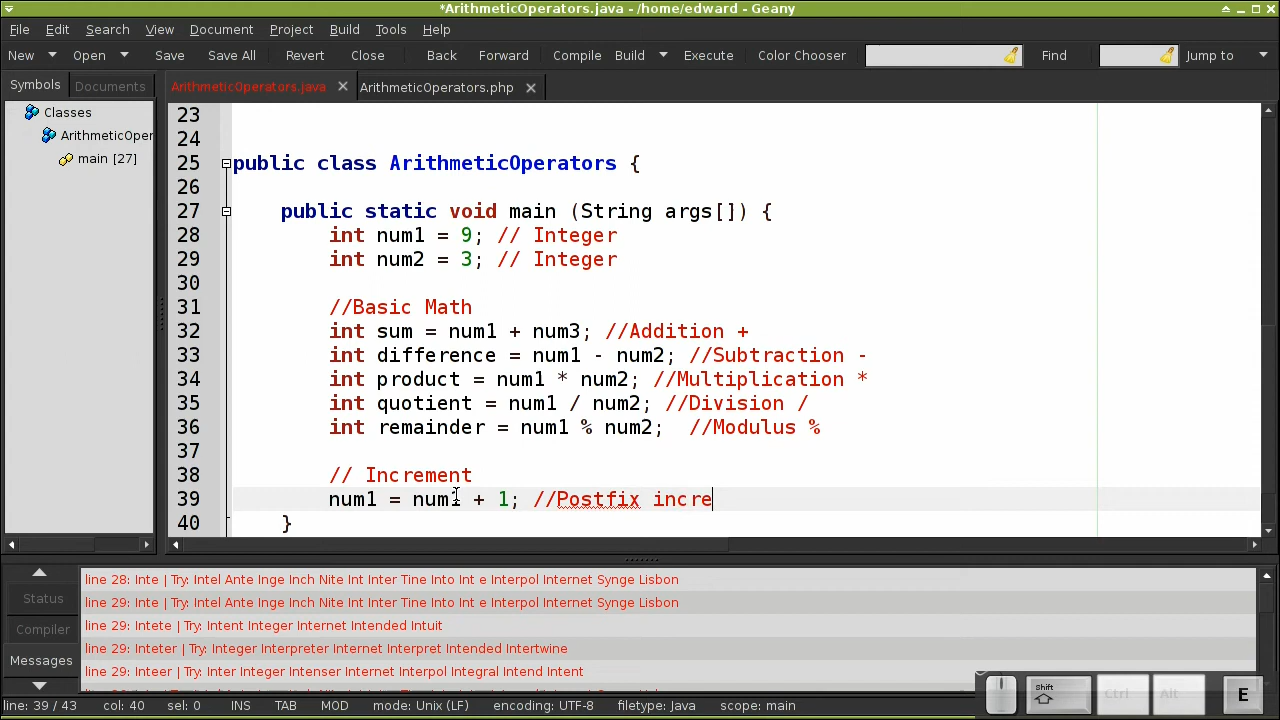 *ArithmeticOperators.java - /home/edward - Geany
File Edit Search View Document Project Build Tools Help
New Open Save Save All Revert Close Back Forward Compile Build Execute Color Chooser Find Jump to
Symbols Documents ArithmeticOperators.java ArithmeticOperators.php
Classes
ArithmeticOper
main [27]
23
24
25 public class ArithmeticOperators {
26
27 public static void main (String args[]) {
28 int num1 = 9; // Integer
29 int num2 = 3; // Integer
30
31 //Basic Math
32 int sum = num1 + num3; //Addition +
33 int difference = num1 - num2; //Subtraction -
34 int product = num1 * num2; //Multiplication *
35 int quotient = num1 / num2; //Division /
36 int remainder = num1 % num2; //Modulus %
37
38 // Increment
39 num1 = num1 + 1; //Postfix incre
40 }
Status
Compiler
Messages
line 28: Inte | Try: Intel Ante Inge Inch Nite Int Inter Tine Into Int e Interpol Internet Synge Lisbon
line 29: Inte | Try: Intel Ante Inge Inch Nite Int Inter Tine Into Int e Interpol Internet Synge Lisbon
line 29: Intete | Try: Intent Integer Internet Intended Intuit
line 29: Inteter | Try: Integer Interpreter Internet Interpret Intended Intertwine
line 29: Inteer | Try: Inter Integer Intenser Internet Interpol Integral Intend Intent
line: 39 / 43 col: 40 sel: 0 INS TAB MOD mode: Unix (LF) encoding: UTF-8 filetype: Java scope: main
Shift Ctrl Alt E